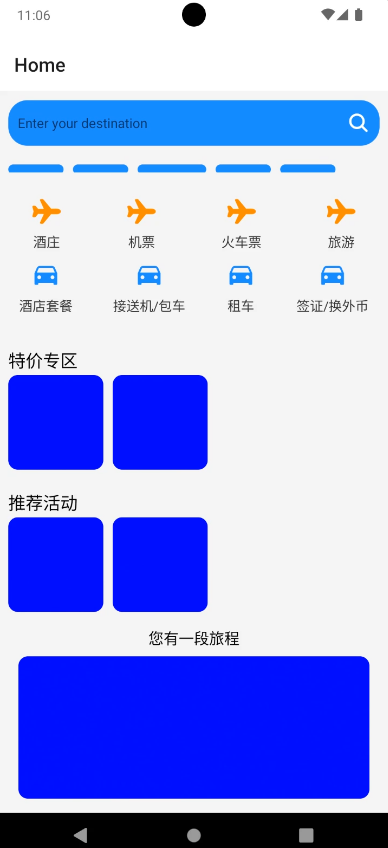 11:06
Home
Enter your destination
酒庄 机票 火车票 旅游
酒店套餐 接送机/包车 租车 签证/换外币
特价专区
推荐活动
您有一段旅程